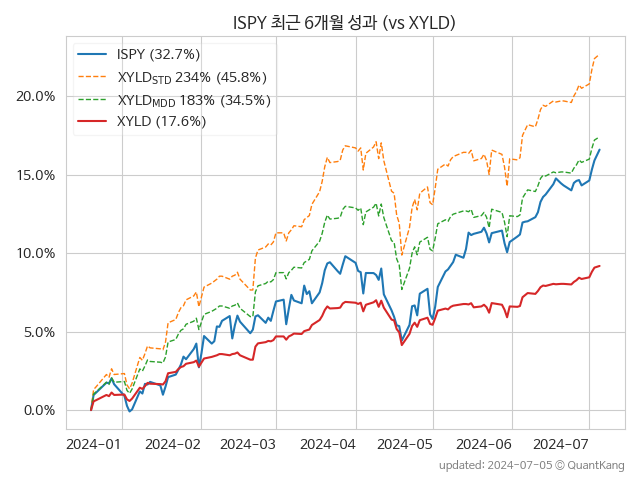 ISPY 최근 6개월 성과 (vs XYLD)
ISPY (32.7%)
XYLD_STD 234% (45.8%)
XYLD_MDD 183% (34.5%)
XYLD (17.6%)
20.0%
15.0%
10.0%
5.0%
0.0%
2024-01 2024-02 2024-03 2024-04 2024-05 2024-06 2024-07
updated: 2024-07-05 © QuantKang